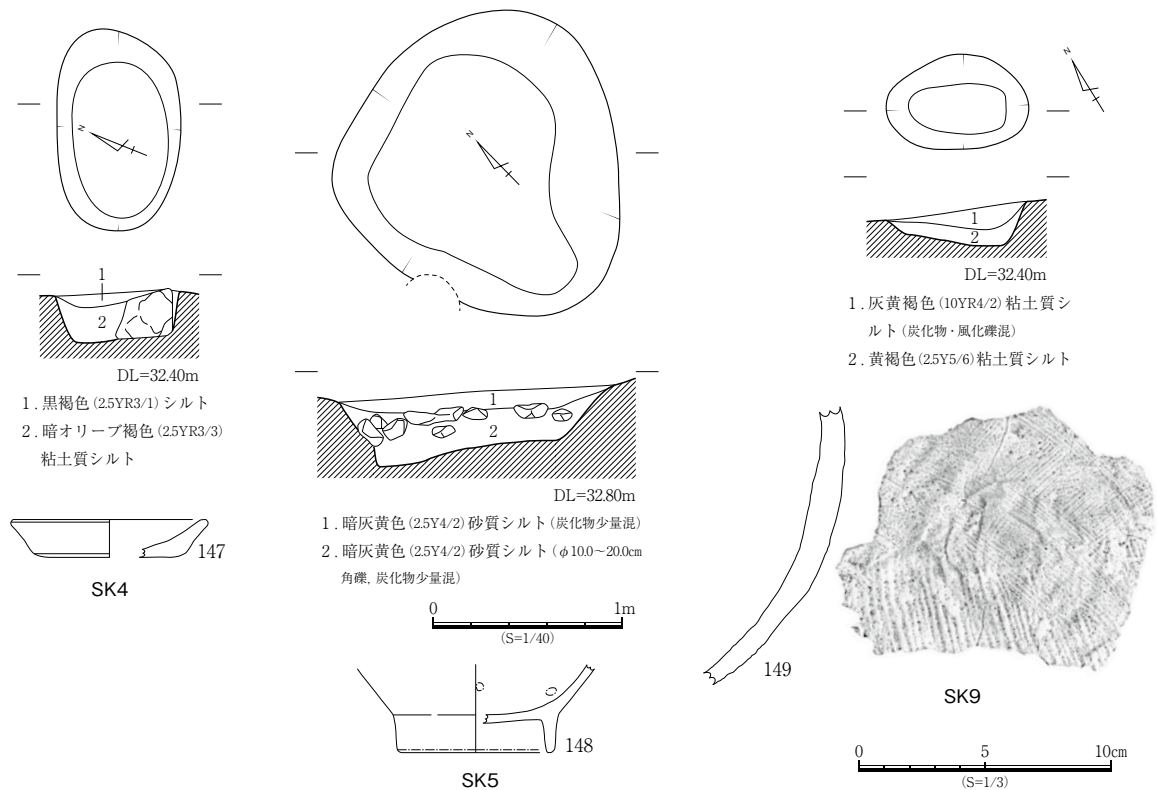 N
1
2
DL=32.40m
1. 黒褐色(2.5YR3/1)シルト
2. 暗オリーブ褐色(2.5YR3/3)
粘土質シルト
147
SK4
N
1
2
DL=32.80m
1. 暗灰黄色(2.5Y4/2)砂質シルト(炭化物少量混)
2. 暗灰黄色(2.5Y4/2)砂質シルト(φ10.0～20.0cm
角礫, 炭化物少量混)
0 1m
(S=1/40)
148
SK5
N
1
2
DL=32.40m
1. 灰黄褐色(10YR4/2)粘土質シ
ルト(炭化物・風化礫混)
2. 黄褐色(2.5Y5/6)粘土質シルト
149
SK9
0 5 10cm
(S=1/3)